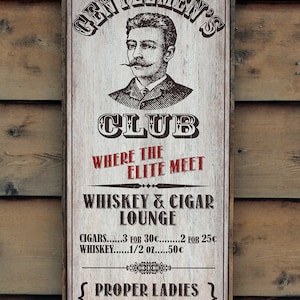 GENTLEMEN'S
CLUB
WHERE THE
ELITE MEET
WHISKEY & CIGAR
LOUNGE
CIGARS......3 FOR 30¢........2 FOR 25¢
WHISKEY......1/2 oz.....50¢
{ PROPER LADIES }